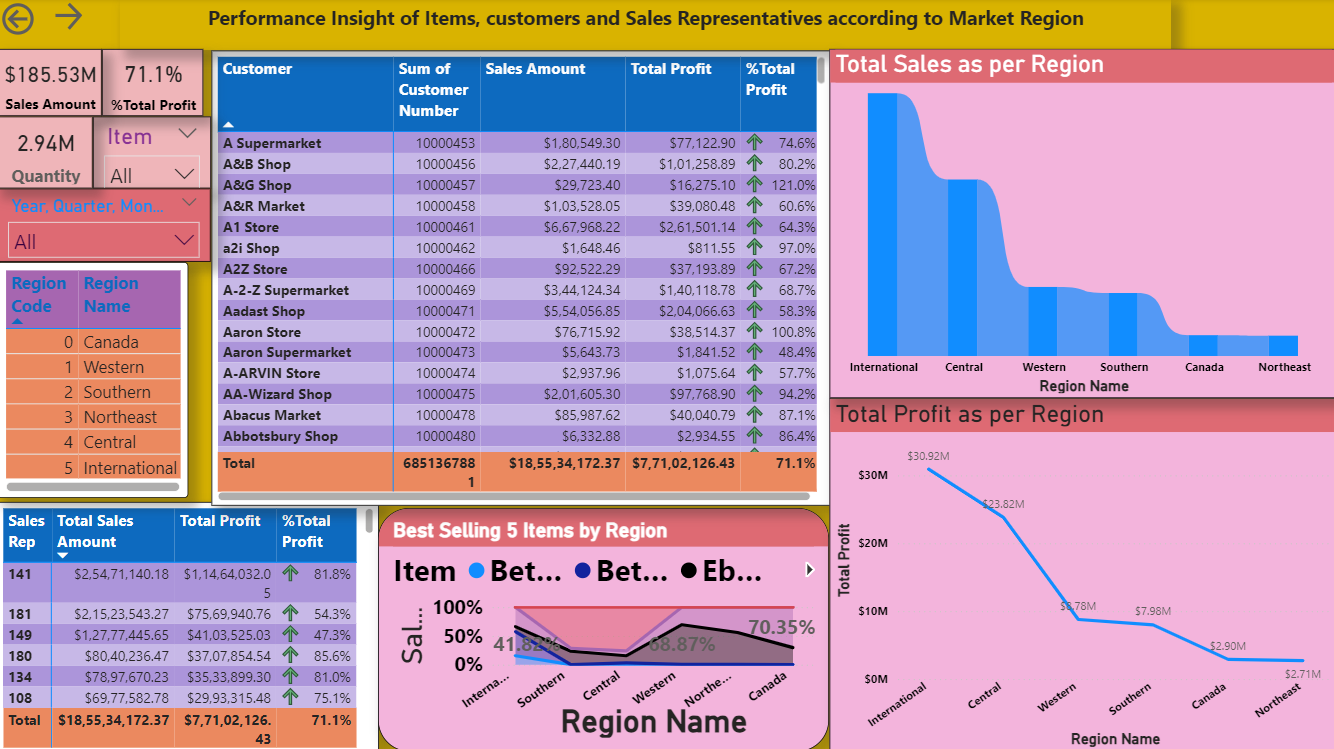 Performance Insight of Items, customers and Sales Representatives according to Market Region
$185.53M
Sales Amount
71.1%
%Total Profit
2.94M
Quantity
Item
All
Year, Quarter, Mon...
All
Region Code Region Name
0 Canada
1 Western
2 Southern
3 Northeast
4 Central
5 International
Customer Sum of Customer Number Sales Amount Total Profit %Total Profit
A Supermarket 10000453 $1,80,549.30 $77,122.90 74.6%
A&B Shop 10000456 $2,27,440.19 $1,01,258.89 80.2%
A&G Shop 10000457 $29,723.40 $16,275.10 121.0%
A&R Market 10000458 $1,03,528.05 $39,080.48 60.6%
A1 Store 10000461 $6,67,968.22 $2,61,501.14 64.3%
a2i Shop 10000462 $1,648.46 $811.55 97.0%
A2Z Store 10000466 $92,522.29 $37,193.89 67.2%
A-2-Z Supermarket 10000469 $3,44,124.34 $1,40,118.78 68.7%
Aadast Shop 10000471 $5,54,056.85 $2,04,066.63 58.3%
Aaron Store 10000472 $76,715.92 $38,514.37 100.8%
Aaron Supermarket 10000473 $5,643.73 $1,841.52 48.4%
A-ARVIN Store 10000474 $2,937.96 $1,075.64 57.7%
AA-Wizard Shop 10000475 $2,01,605.30 $97,768.90 94.2%
Abacus Market 10000478 $85,987.62 $40,040.79 87.1%
Abbotsbury Shop 10000480 $6,332.88 $2,934.55 86.4%
Total 6851367881 $18,55,34,172.37 $7,71,02,126.43 71.1%
Total Sales as per Region
International Central Western Southern Canada Northeast
Region Name
Total Profit as per Region
Total Profit
$30M
$20M
$10M
$0M
$30.92M
$23.82M
$7.98M
$2.90M
$2.71M
International Central Western Southern Canada Northeast
Region Name
Sales Rep Total Sales Amount Total Profit %Total Profit
141 $2,54,71,140.18 $1,14,64,032.05 81.8%
181 $2,15,23,543.27 $75,69,940.76 54.3%
149 $1,27,77,445.65 $41,03,525.03 47.3%
180 $80,40,236.47 $37,07,854.54 85.6%
134 $78,97,670.23 $35,33,899.30 81.0%
108 $69,77,582.78 $29,93,315.48 75.1%
Total $18,55,34,172.37 $7,71,02,126.43 71.1%
Best Selling 5 Items by Region
Item Bet... Bet... Eb...
Sal...
100%
50%
0%
41.82%
68.87%
70.35%
Interna... Southern Central Western Northe... Canada
Region Name